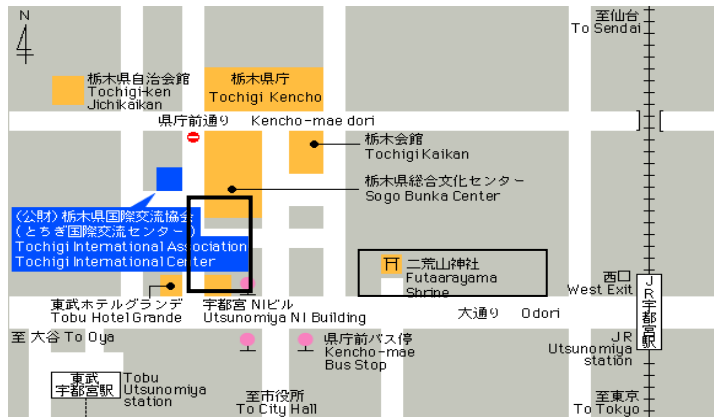 N
至仙台
To Sendai
栃木県自治会館
Tochigi-ken
Jichikaikan
栃木県庁
Tochigi Kencho
県庁前通り Kencho-mae dori
栃木会館
Tochigi Kaikan
栃木県総合文化センター
Sogo Bunka Center
(公財)栃木県国際交流協会
(とちぎ国際交流センター)
Tochigi International Association
Tochigi International Center
二荒山神社
Futaarayama
Shrine
西口
West Exit
JR宇都宮駅
東武ホテルグランデ
Tobu Hotel Grande
宇都宮 NIビル
Utsunomiya NI Building
大通り Odori
至 大谷 To Oya
県庁前バス停
Kencho-mae
Bus Stop
JR
Utsunomiya
station
東武
宇都宮駅
Tobu
Utsunomiya
station
至市役所
To City Hall
至東京
To Tokyo